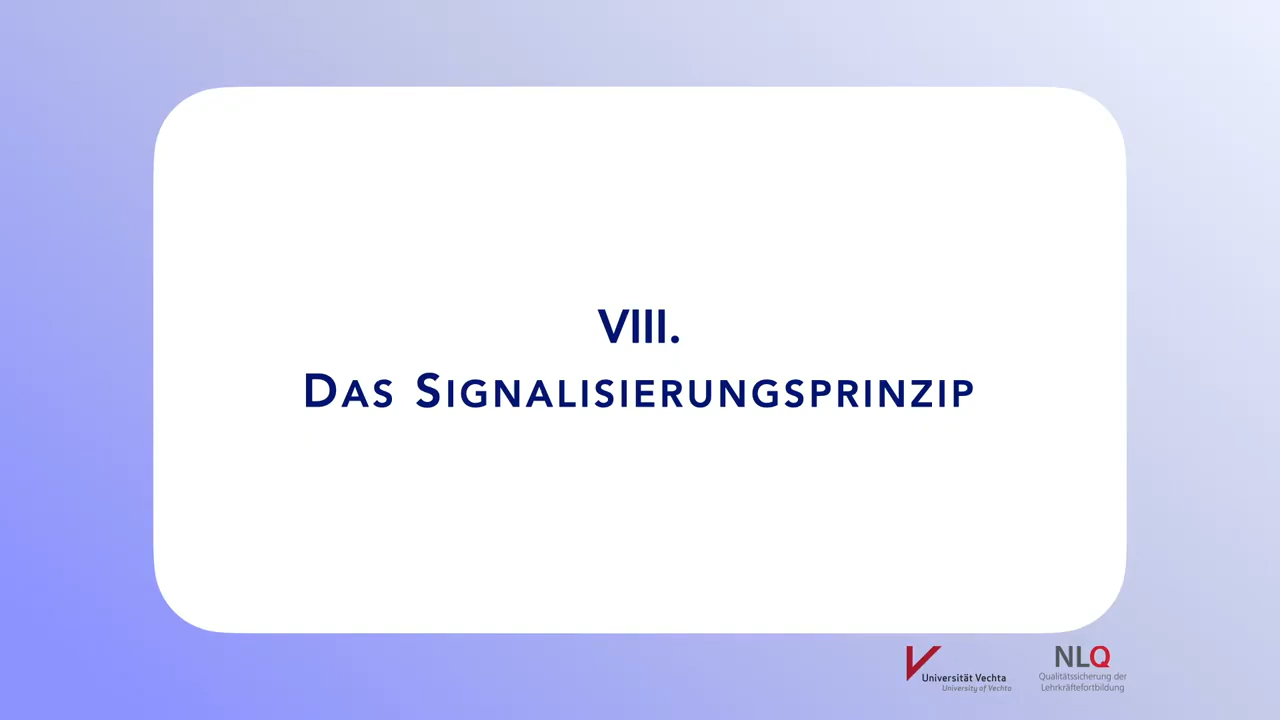 VIII.
Das Signalisierungsprinzip
Universität Vechta
University of Vechta
NLQ
Qualitätssicherung der
Lehrkräftefortbildung